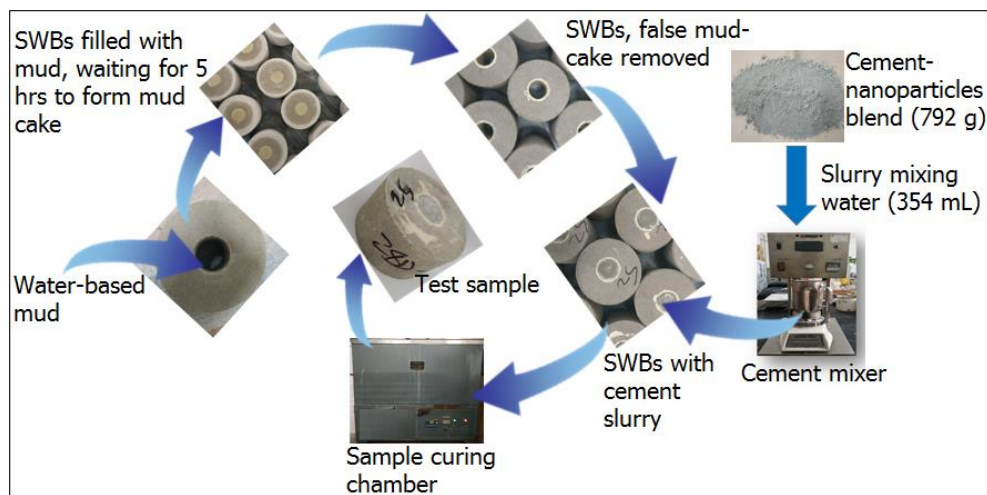 SWBs filled with
mud, waiting for 5
hrs to form mud
cake
SWBs, false mud-
cake removed
Cement-
nanoparticles
blend (792 g)
Slurry mixing
water (354 mL)
Water-based
mud
Test sample
SWBs with
cement
slurry
Cement mixer
Sample curing
chamber